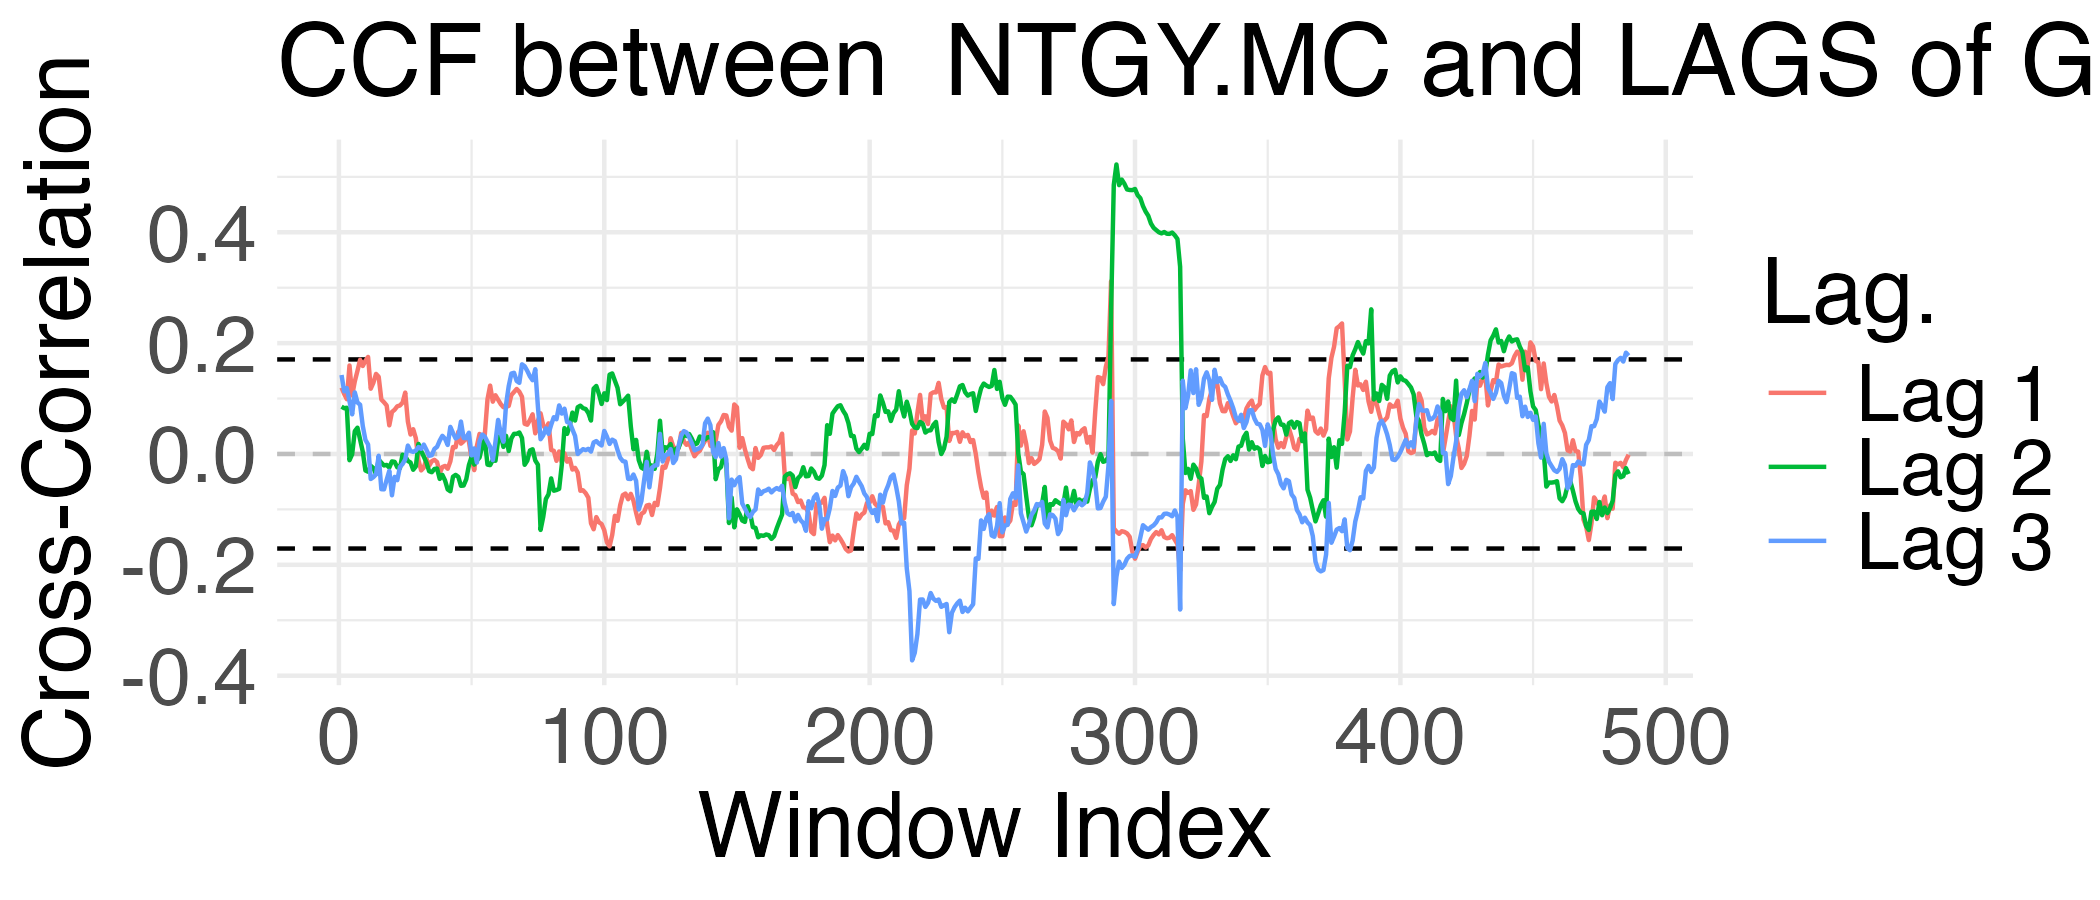 CCF between  NTGY.MC and LAGS of G
Cross-Correlation
0.4
0.2
0.0
-0.2
-0.4
0 100 200 300 400 500
Window Index
Lag.
Lag 1
Lag 2
Lag 3